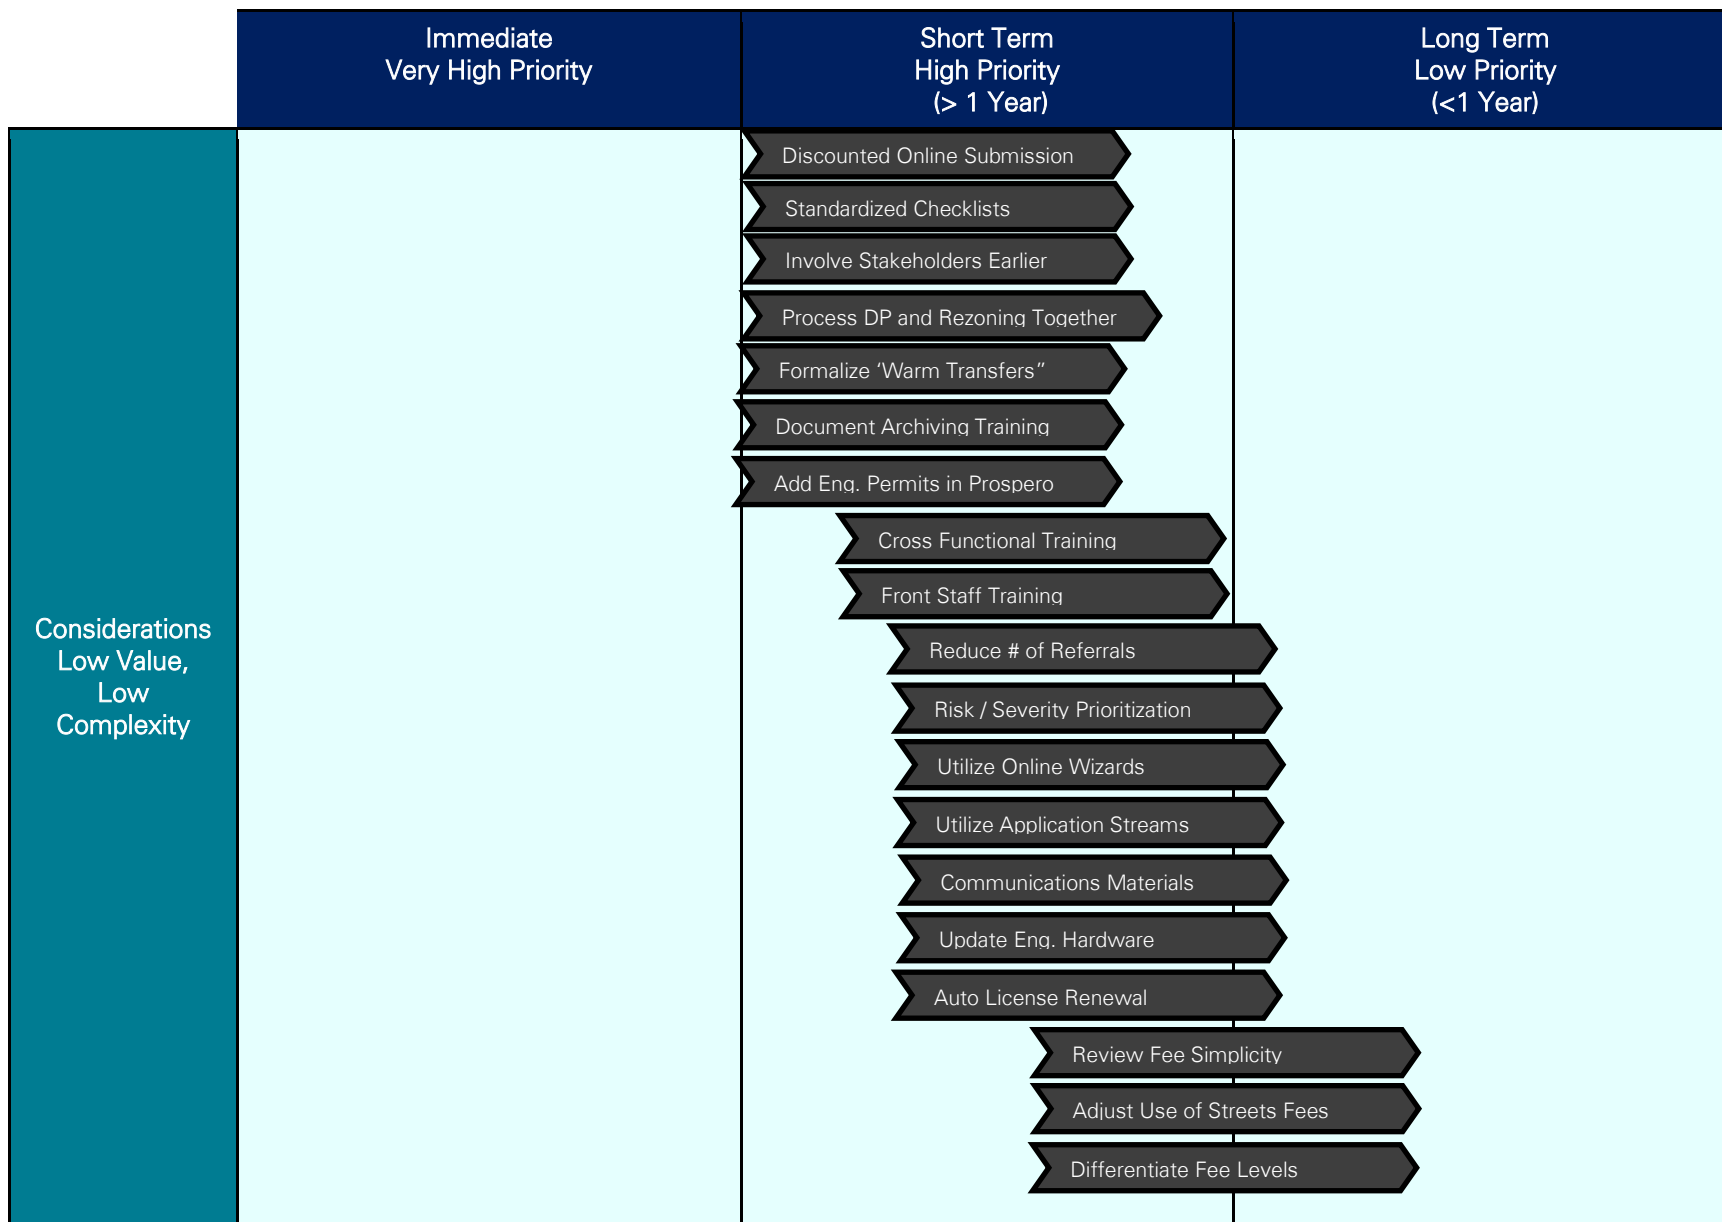 Immediate
Very High Priority
Short Term
High Priority
(> 1 Year)
Long Term
Low Priority
(<1 Year)
Considerations
Low Value,
Low
Complexity
Discounted Online Submission
Standardized Checklists
Involve Stakeholders Earlier
Process DP and Rezoning Together
Formalize ‘Warm Transfers”
Document Archiving Training
Add Eng. Permits in Prospero
Cross Functional Training
Front Staff Training
Reduce # of Referrals
Risk / Severity Prioritization
Utilize Online Wizards
Utilize Application Streams
Communications Materials
Update Eng. Hardware
Auto License Renewal
Review Fee Simplicity
Adjust Use of Streets Fees
Differentiate Fee Levels